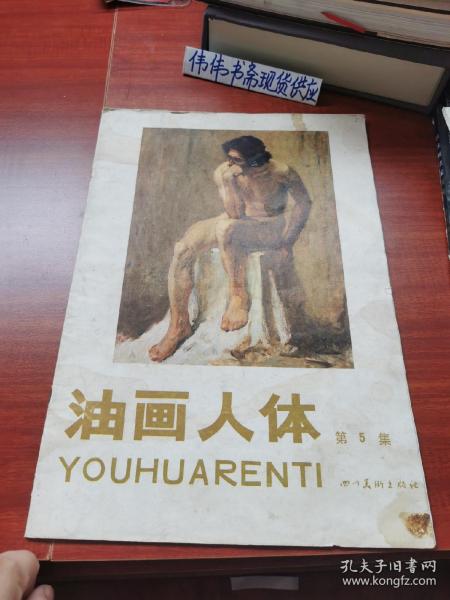 伟伟书斋现货供应
油画人体
第5集
YOUHUARENTI
四川美术出版社
孔夫子旧书网
www.kongfz.com